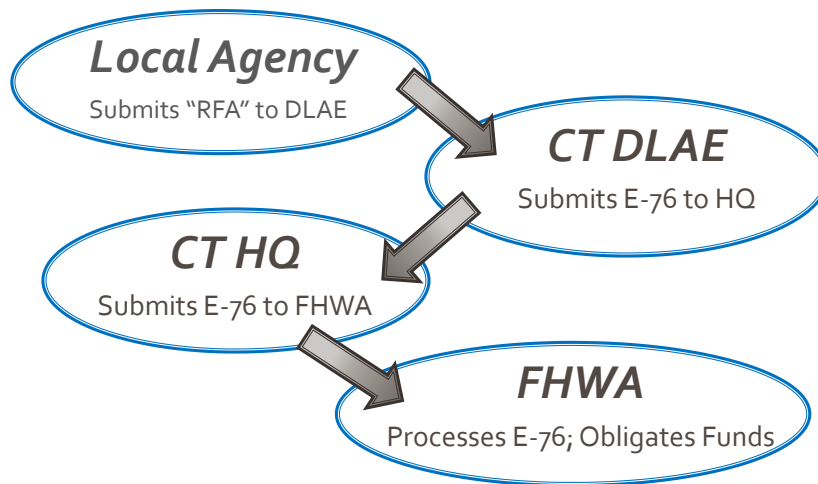 Local Agency
Submits “RFA” to DLAE
CT DLAE
Submits E-76 to HQ
CT HQ
Submits E-76 to FHWA
FHWA
Processes E-76; Obligates Funds